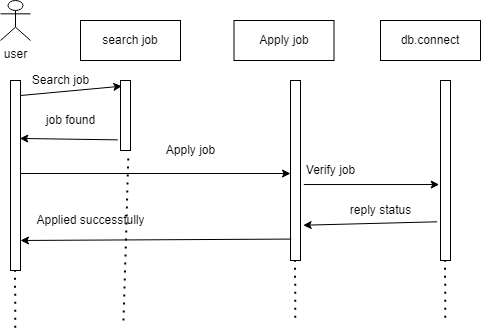 search job
Apply job
db.connect
user
Search job
job found
Apply job
Verify job
reply status
Applied successfully